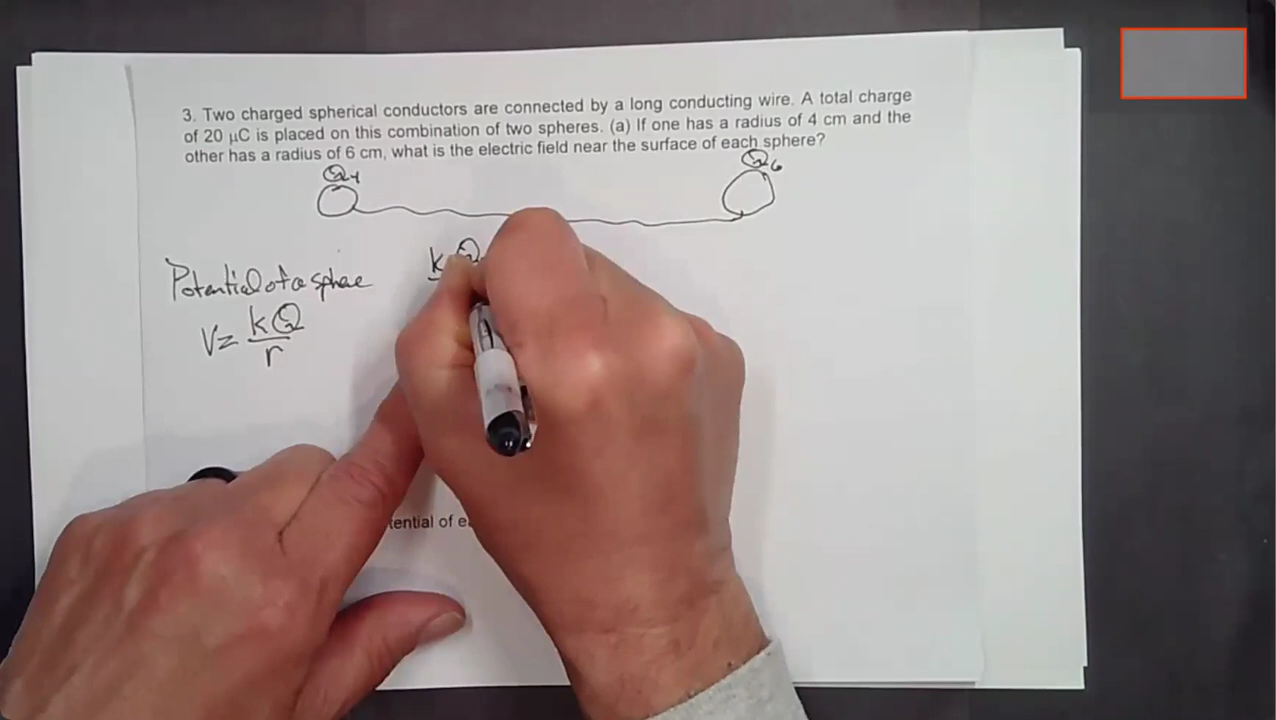 3. Two charged spherical conductors are connected by a long conducting wire. A total charge
of 20 μC is placed on this combination of two spheres. (a) If one has a radius of 4 cm and the
other has a radius of 6 cm, what is the electric field near the surface of each sphere?
Q4 Q6
Potential of a sphere
kQ
V = kQ
r
tential of e